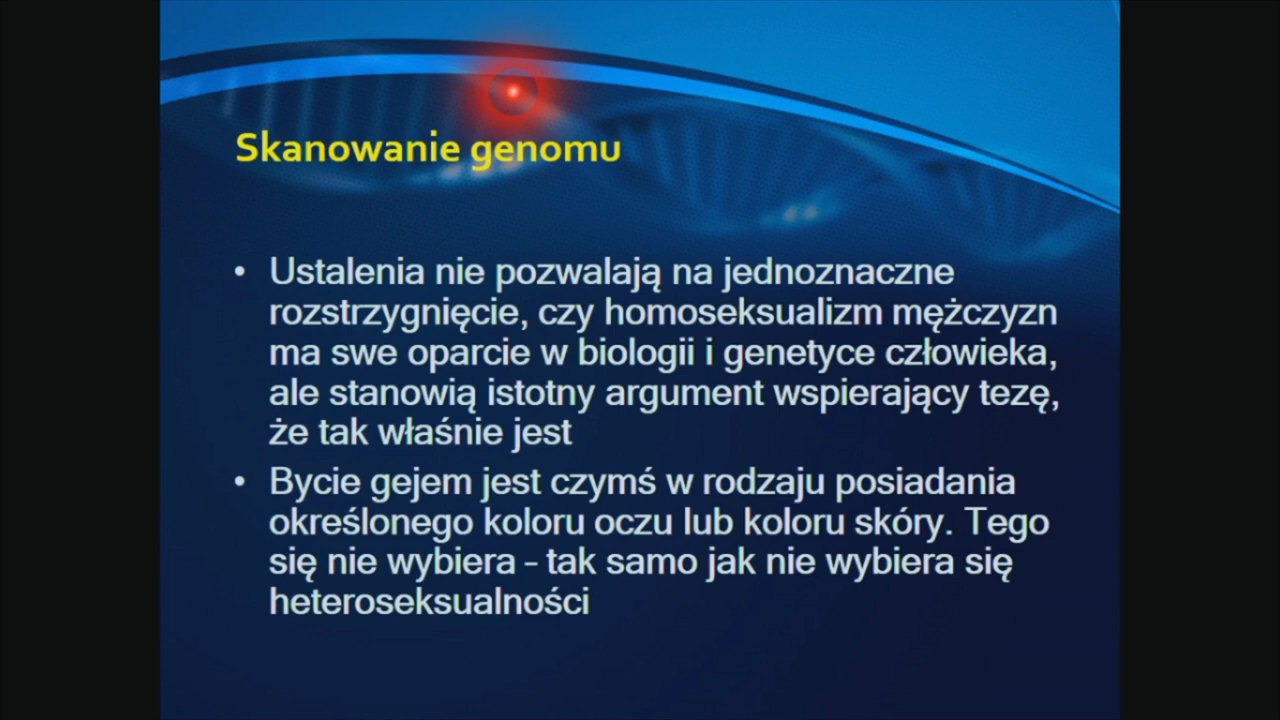 Skanowanie genomu
• Ustalenia nie pozwalają na jednoznaczne
rozstrzygnięcie, czy homoseksualizm mężczyzn
ma swe oparcie w biologii i genetyce człowieka,
ale stanowią istotny argument wspierający tezę,
że tak właśnie jest
• Bycie gejem jest czymś w rodzaju posiadania
określonego koloru oczu lub koloru skóry. Tego
się nie wybiera – tak samo jak nie wybiera się
heteroseksualności